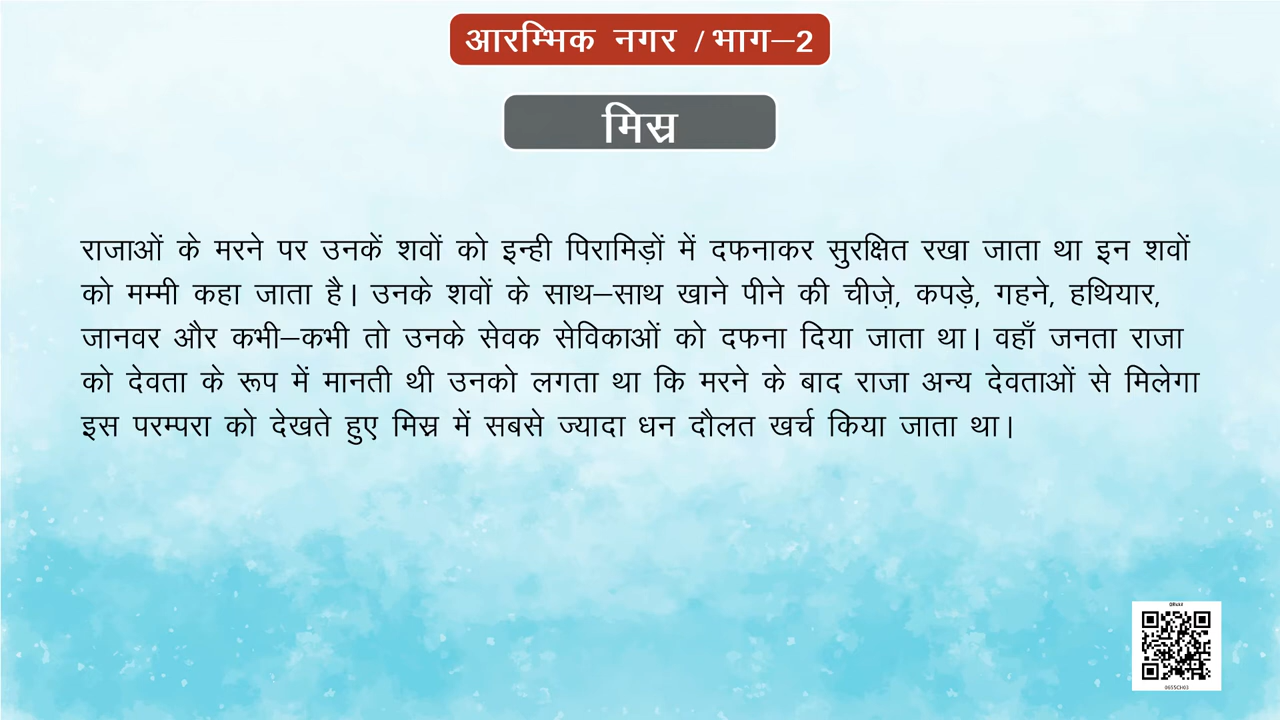 आरम्भिक नगर / भाग–2
मिस्र
राजाओं के मरने पर उनकें शवों को इन्ही पिरामिड़ों में दफनाकर सुरक्षित रखा जाता था इन शवों
को मम्मी कहा जाता है। उनके शवों के साथ–साथ खाने पीने की चीज़े, कपड़े, गहने, हथियार,
जानवर और कभी–कभी तो उनके सेवक सेविकाओं को दफना दिया जाता था। वहाँ जनता राजा
को देवता के रूप में मानती थी उनको लगता था कि मरने के बाद राजा अन्य देवताओं से मिलेगा
इस परम्परा को देखते हुए मिस्र में सबसे ज्यादा धन दौलत खर्च किया जाता था।
0655CH03